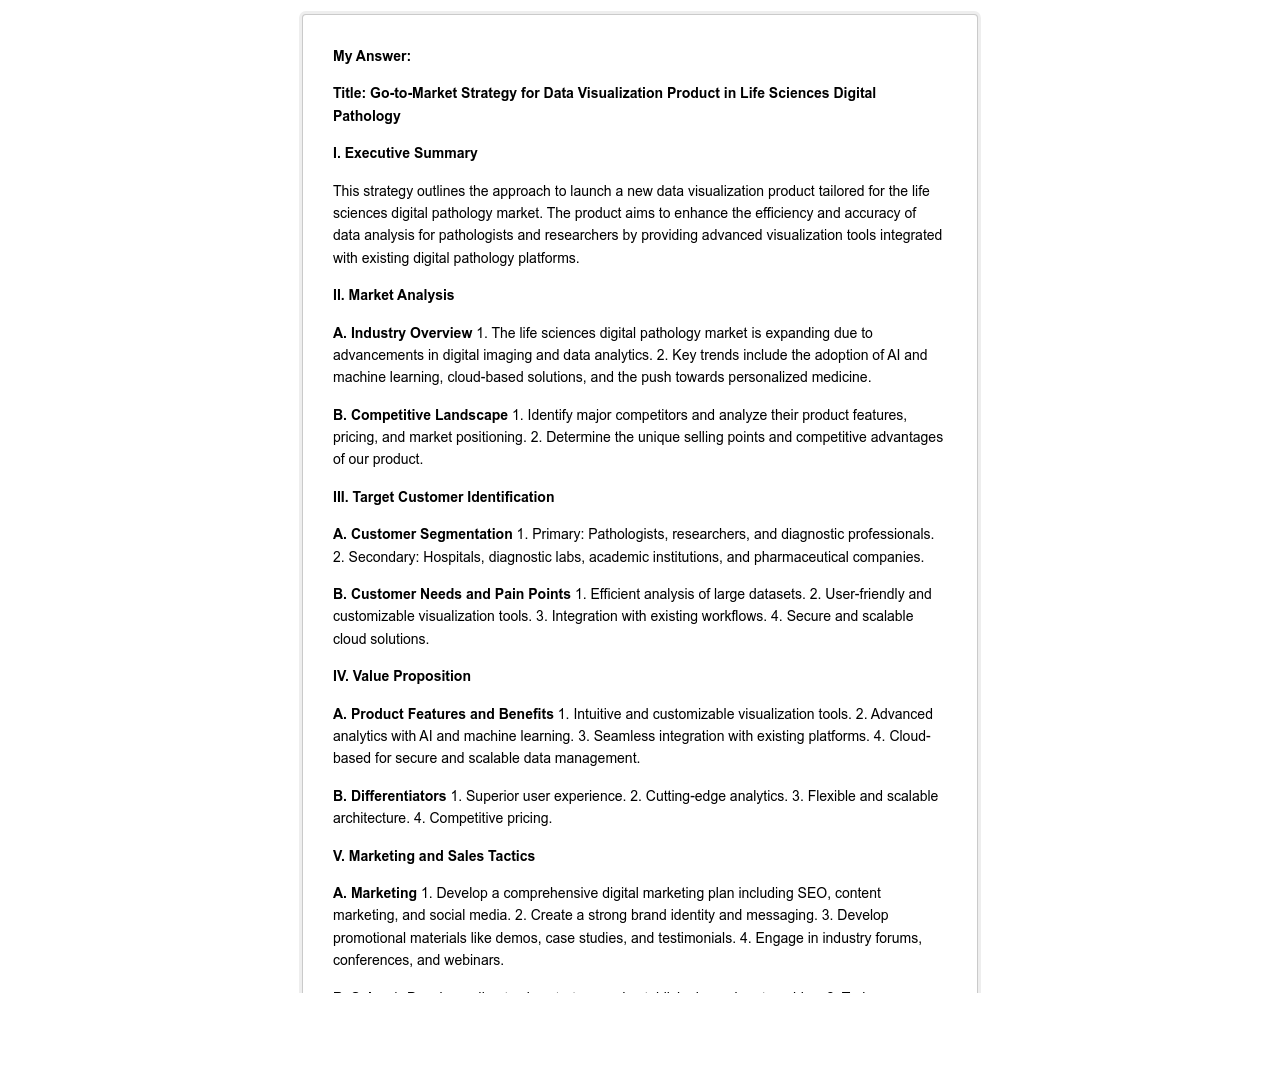 My Answer:
Title: Go-to-Market Strategy for Data Visualization Product in Life Sciences Digital
Pathology
I. Executive Summary
This strategy outlines the approach to launch a new data visualization product tailored for the life
sciences digital pathology market. The product aims to enhance the efficiency and accuracy of
data analysis for pathologists and researchers by providing advanced visualization tools integrated
with existing digital pathology platforms.
II. Market Analysis
A. Industry Overview 1. The life sciences digital pathology market is expanding due to
advancements in digital imaging and data analytics. 2. Key trends include the adoption of AI and
machine learning, cloud-based solutions, and the push towards personalized medicine.
B. Competitive Landscape 1. Identify major competitors and analyze their product features,
pricing, and market positioning. 2. Determine the unique selling points and competitive advantages
of our product.
III. Target Customer Identification
A. Customer Segmentation 1. Primary: Pathologists, researchers, and diagnostic professionals.
2. Secondary: Hospitals, diagnostic labs, academic institutions, and pharmaceutical companies.
B. Customer Needs and Pain Points 1. Efficient analysis of large datasets. 2. User-friendly and
customizable visualization tools. 3. Integration with existing workflows. 4. Secure and scalable
cloud solutions.
IV. Value Proposition
A. Product Features and Benefits 1. Intuitive and customizable visualization tools. 2. Advanced
analytics with AI and machine learning. 3. Seamless integration with existing platforms. 4. Cloud-
based for secure and scalable data management.
B. Differentiators 1. Superior user experience. 2. Cutting-edge analytics. 3. Flexible and scalable
architecture. 4. Competitive pricing.
V. Marketing and Sales Tactics
A. Marketing 1. Develop a comprehensive digital marketing plan including SEO, content
marketing, and social media. 2. Create a strong brand identity and messaging. 3. Develop
promotional materials like demos, case studies, and testimonials. 4. Engage in industry forums,
conferences, and webinars.